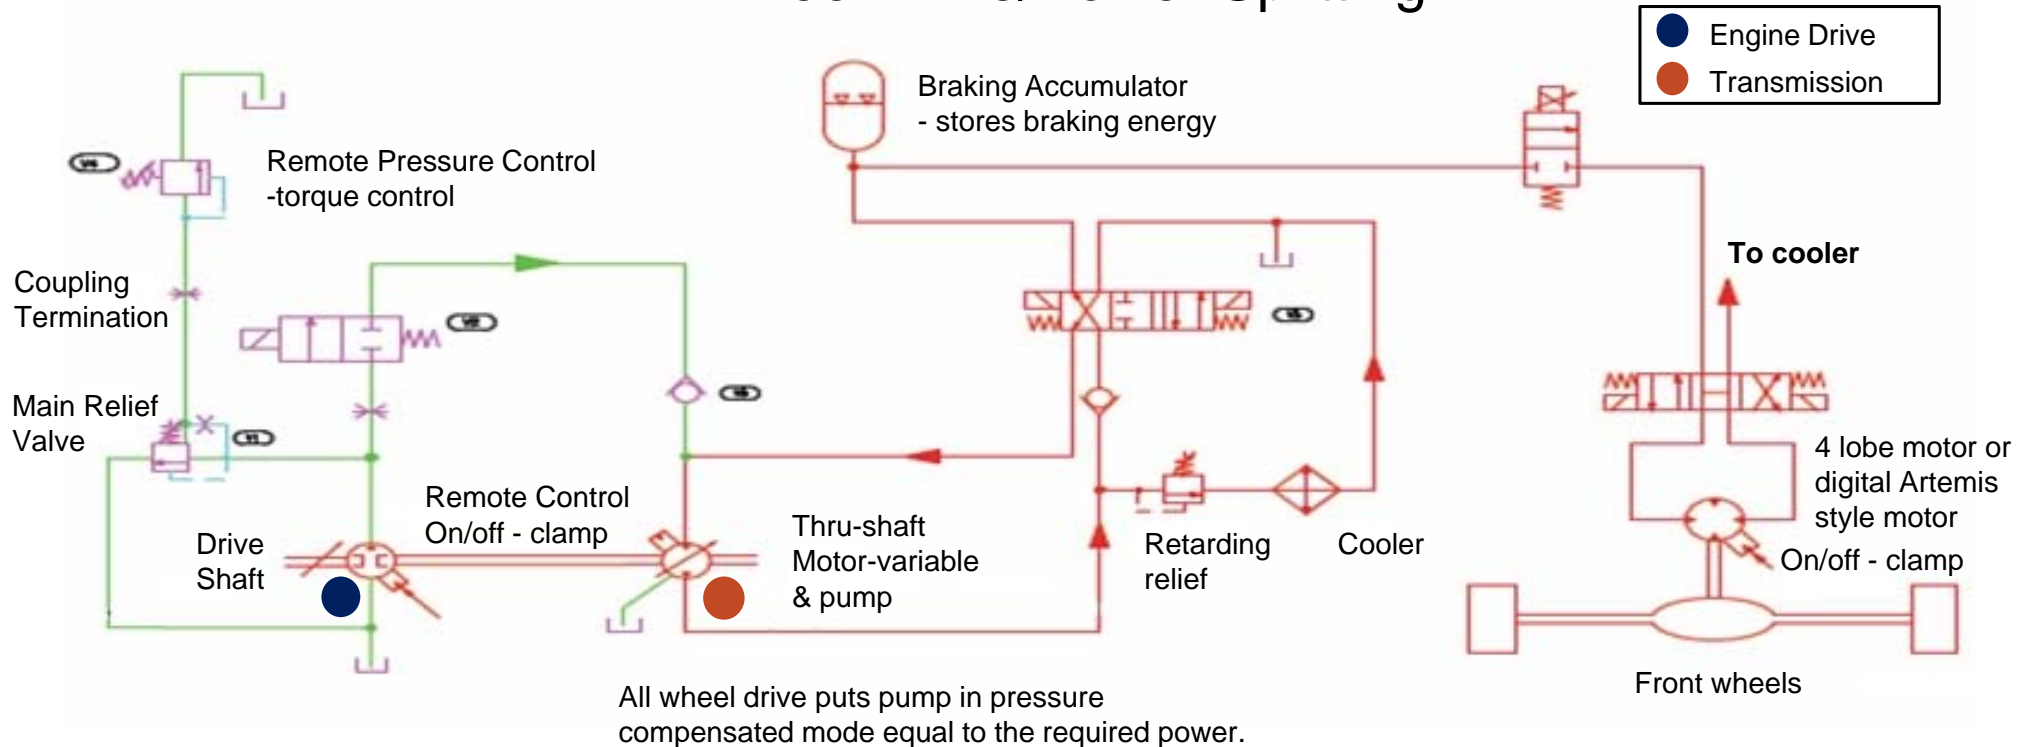 Engine Drive
Transmission
Braking Accumulator
- stores braking energy
Remote Pressure Control
-torque control
To cooler
Coupling
Termination
Main Relief
Valve
4 lobe motor or
digital Artemis
style motor
On/off - clamp
Remote Control
On/off - clamp
Drive
Shaft
Thru-shaft
Motor-variable
& pump
Retarding
relief
Cooler
Front wheels
All wheel drive puts pump in pressure
compensated mode equal to the required power.